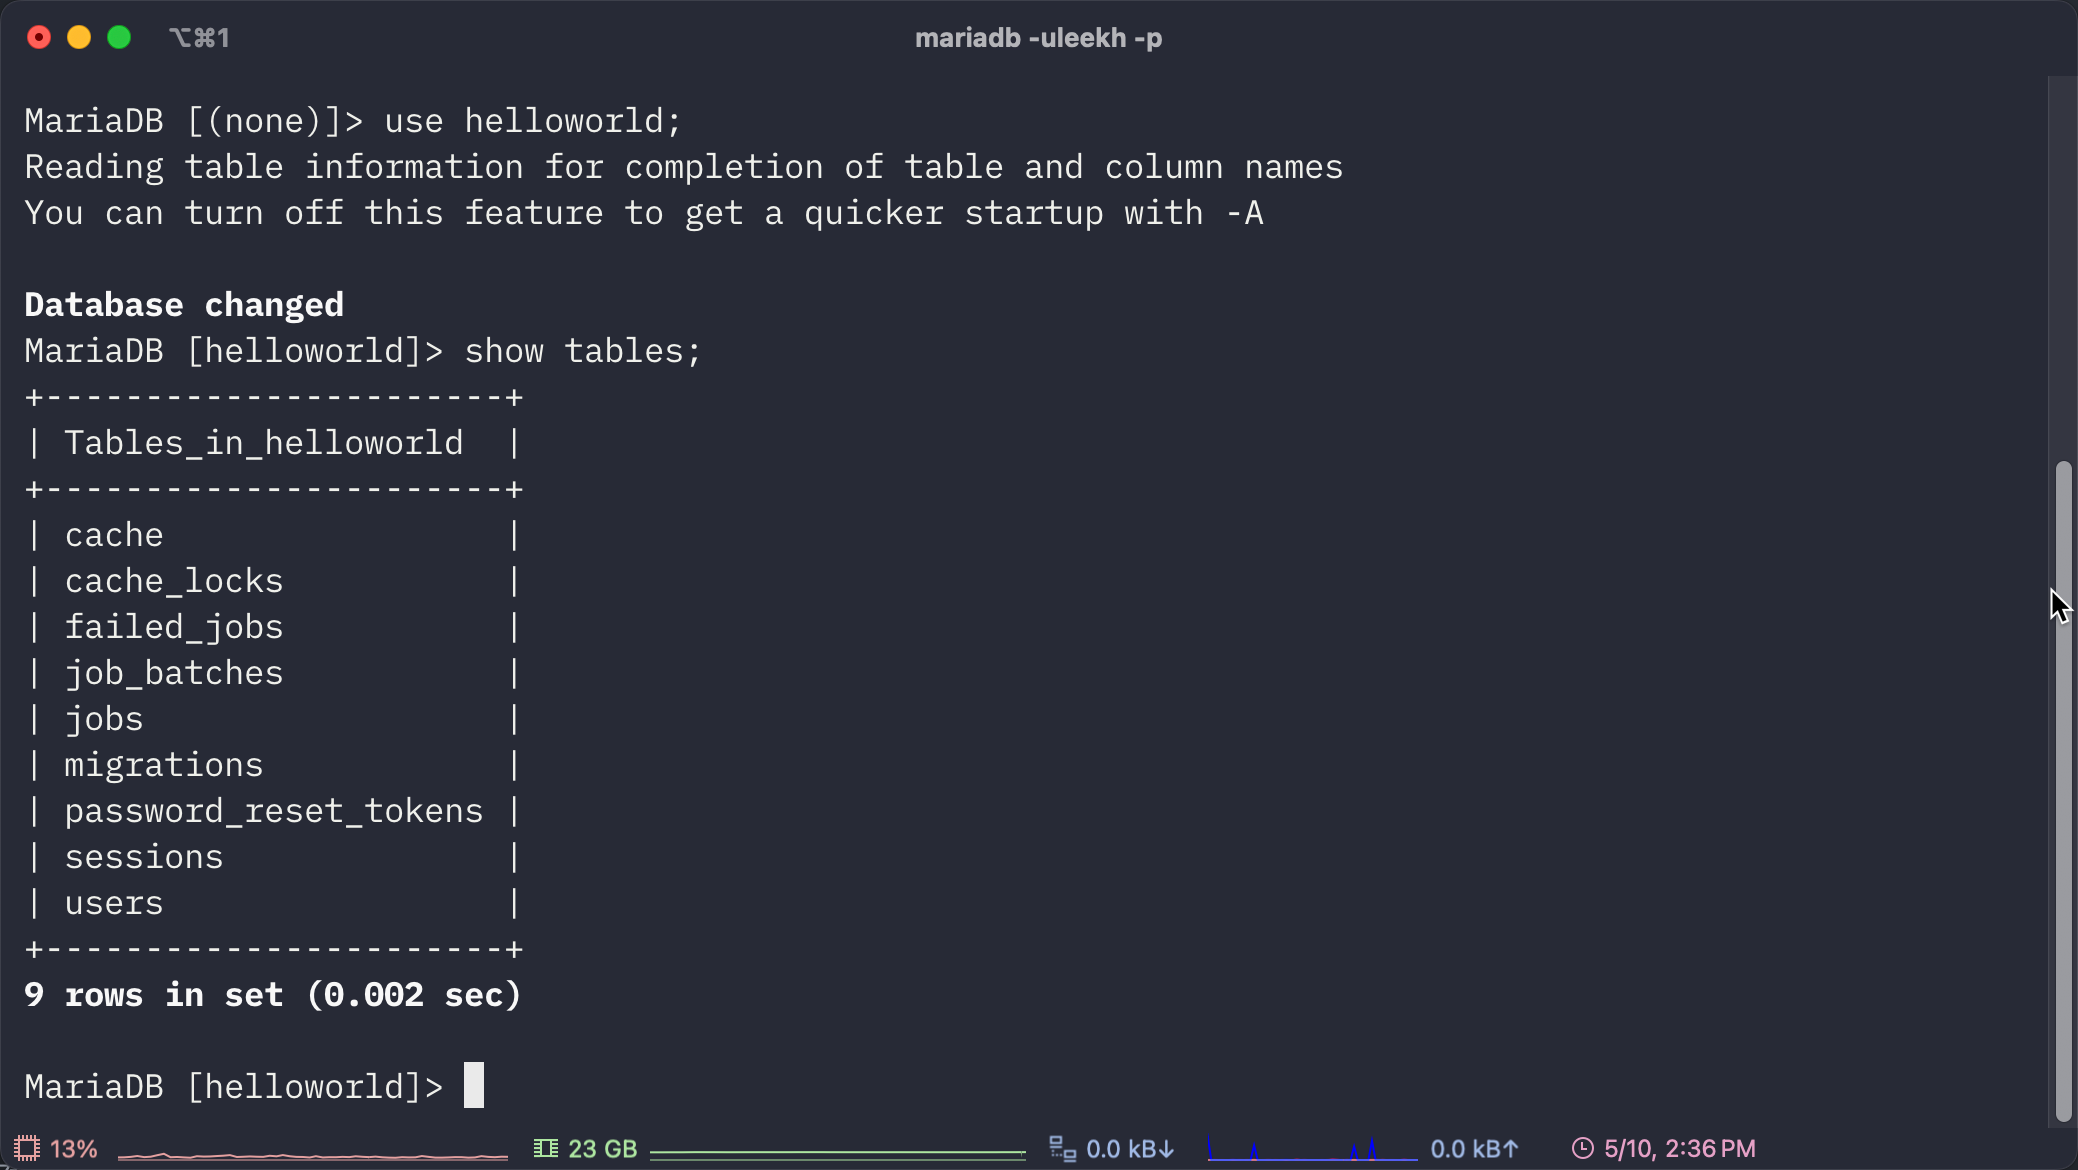 ⌥⌘1
mariadb -uleekh -p
MariaDB [(none)]> use helloworld;
Reading table information for completion of table and column names
You can turn off this feature to get a quicker startup with -A
Database changed
MariaDB [helloworld]> show tables;
+-----------------------+
| Tables_in_helloworld  |
+-----------------------+
| cache                 |
| cache_locks           |
| failed_jobs           |
| job_batches           |
| jobs                  |
| migrations            |
| password_reset_tokens |
| sessions              |
| users                 |
+-----------------------+
9 rows in set (0.002 sec)
MariaDB [helloworld]>
13% 23 GB 0.0 kB↓ 0.0 kB↑ 5/10, 2:36 PM